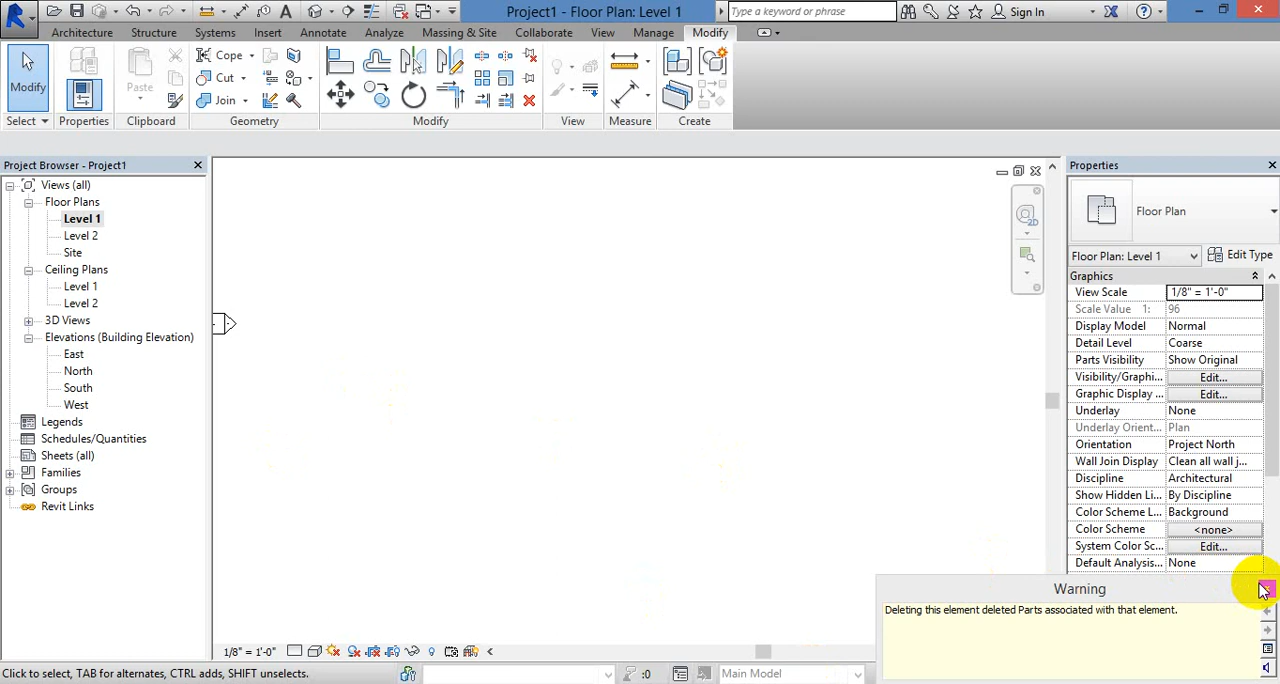 Project1 - Floor Plan: Level 1
Type a keyword or phrase
Sign In
Architecture
Structure
Systems
Insert
Annotate
Analyze
Massing & Site
Collaborate
View
Manage
Modify
Modify
Paste
Cope
Cut
Join
Select
Properties
Clipboard
Geometry
Modify
View
Measure
Create
Project Browser - Project1
Views (all)
Floor Plans
Level 1
Level 2
Site
Ceiling Plans
Level 1
Level 2
3D Views
Elevations (Building Elevation)
East
North
South
West
Legends
Schedules/Quantities
Sheets (all)
Families
Groups
Revit Links
2D
Properties
Floor Plan
Floor Plan: Level 1
Edit Type
Graphics
View Scale 1/8" = 1'-0"
Scale Value 1: 96
Display Model Normal
Detail Level Coarse
Parts Visibility Show Original
Visibility/Graphi... Edit...
Graphic Display ... Edit...
Underlay None
Underlay Orient... Plan
Orientation Project North
Wall Join Display Clean all wall j...
Discipline Architectural
Show Hidden Li... By Discipline
Color Scheme L... Background
Color Scheme <none>
System Color Sc... Edit...
Default Analysis... None
Warning
Deleting this element deleted Parts associated with that element.
1/8" = 1'-0"
Click to select, TAB for alternates, CTRL adds, SHIFT unselects.
:0
Main Model